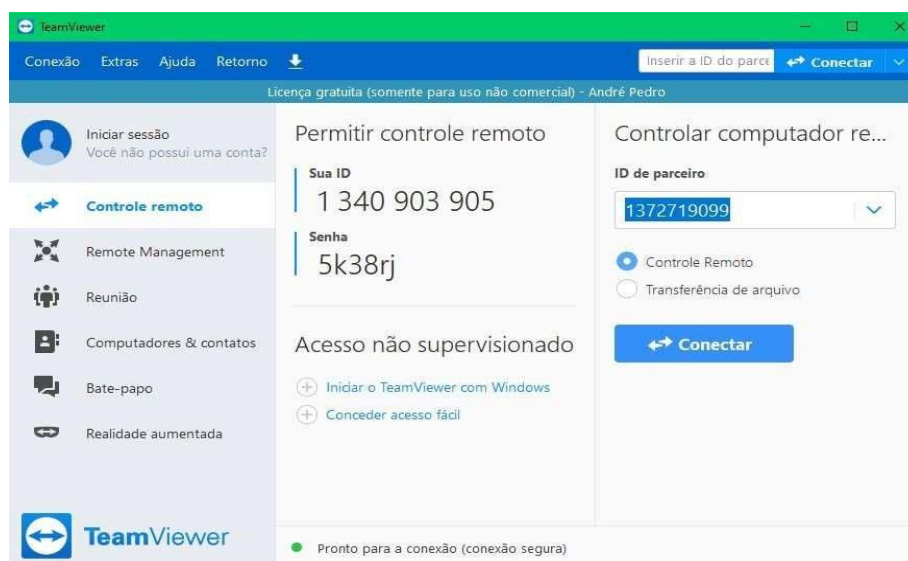 TeamViewer
Conexão Extras Ajuda Retorno
Inserir a ID do parce
Conectar
Licença gratuita (somente para uso não comercial) - André Pedro
Iniciar sessão
Você não possui uma conta?
Controle remoto
Remote Management
Reunião
Computadores & contatos
Bate-papo
Realidade aumentada
TeamViewer
Permitir controle remoto
Sua ID
1 340 903 905
Senha
5k38rj
Acesso não supervisionado
Iniciar o TeamViewer com Windows
Conceder acesso fácil
Controlar computador re...
ID de parceiro
1372719099
Controle Remoto
Transferência de arquivo
Conectar
Pronto para a conexão (conexão segura)